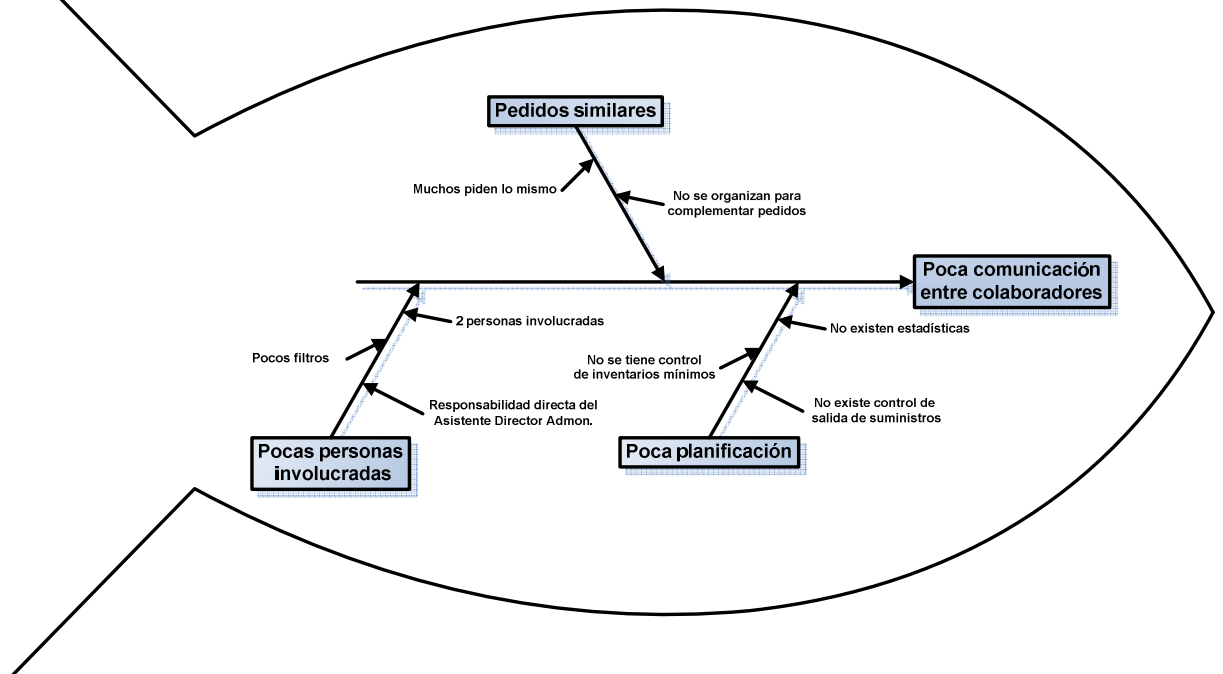 Pedidos similares
Muchos piden lo mismo
No se organizan para
complementar pedidos
Poca comunicación
entre colaboradores
2 personas involucradas
No existen estadísticas
Pocos filtros
No se tiene control
de inventarios mínimos
Responsabilidad directa del
Asistente Director Admon.
No existe control de
salida de suministros
Pocas personas
involucradas
Poca planificación